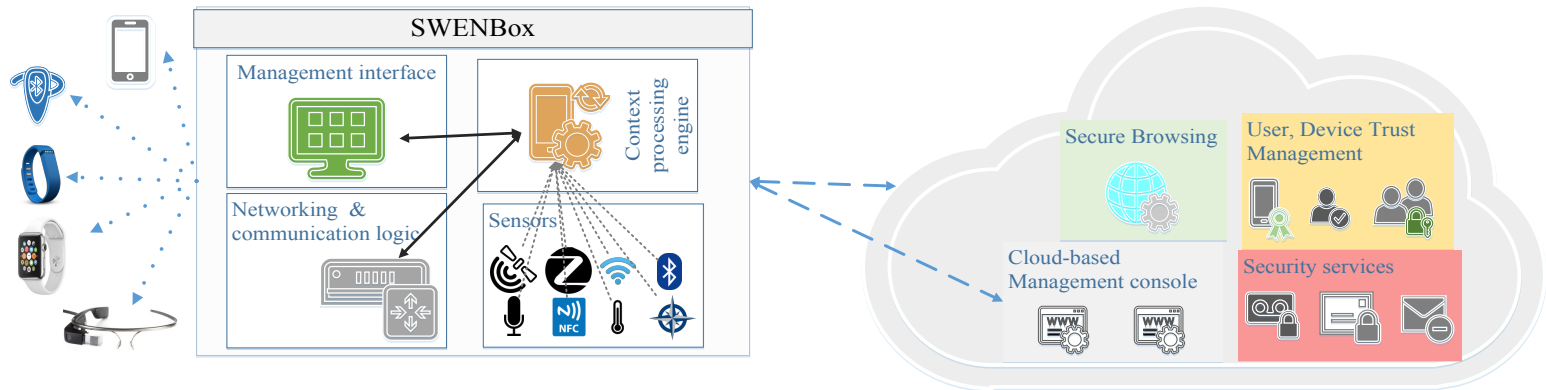 SWENBox
Management interface
Context
processing
engine
Networking &
communication logic
Sensors
NFC
Secure Browsing
User, Device Trust
Management
Cloud-based
Management console
WWW
WWW
Security services